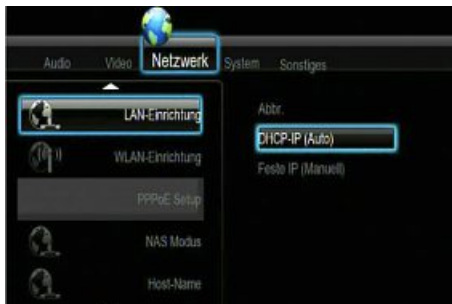 Audio Video Netzwerk System Sonstiges
LAN-Einrichtung
WLAN-Einrichtung
PPPoE Setup
NAS Modus
Host-Name
Abbr.
DHCP-IP (Auto)
Feste IP (Manuell)